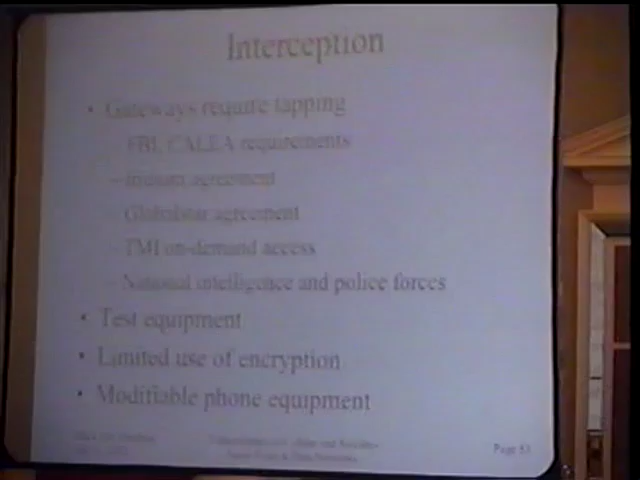 Interception
• Gateways require tapping
FBI, CALEA requirements
– Iridium agreement
– Globalstar agreement
– TMI on-demand access
– National intelligence and police forces
• Test equipment
• Limited use of encryption
• Modifiable phone equipment
Page 53